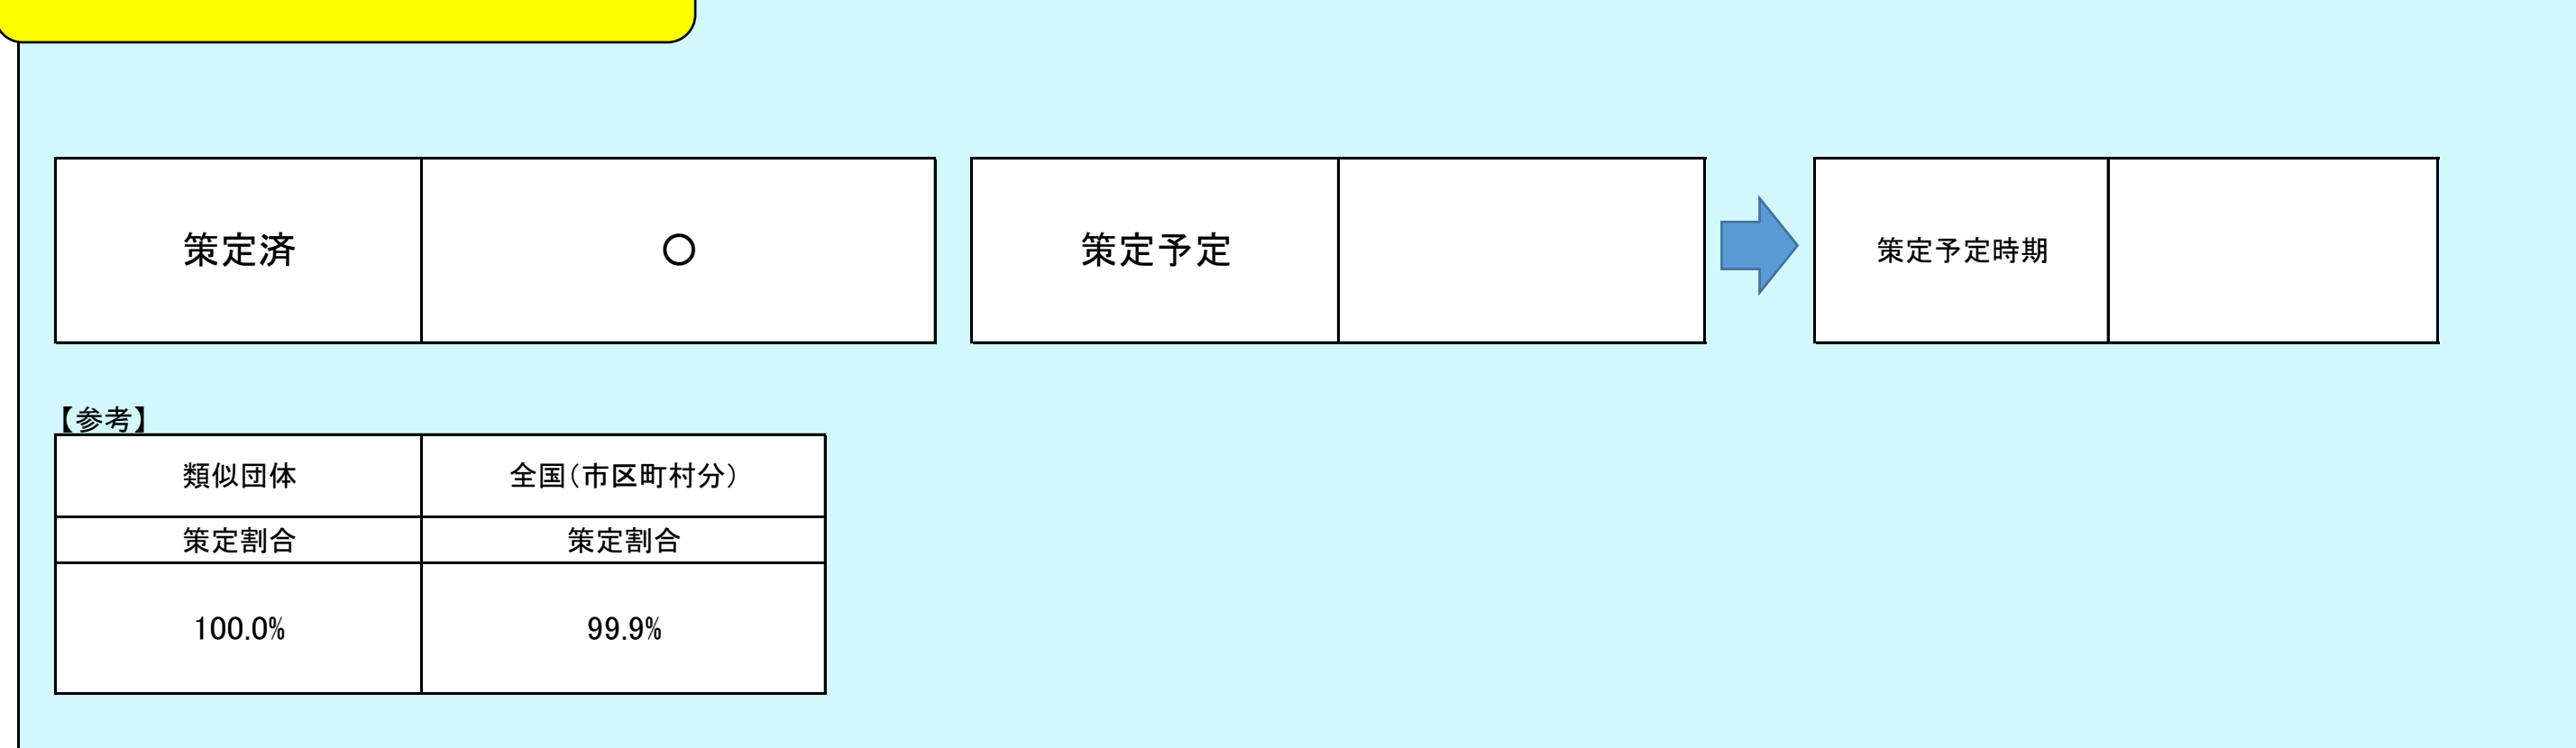 策定済 ○ 策定予定 策定予定時期
【参考】
類似団体 全国(市区町村分)
策定割合 策定割合
100.0% 99.9%